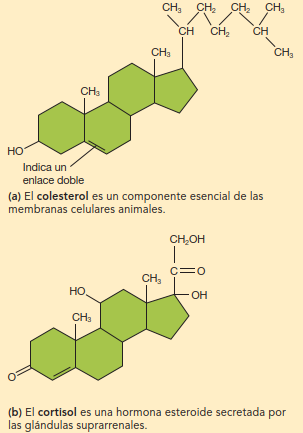 CH₃ CH₂ CH₂ CH₃
CH CH₂ CH
CH₃ CH₃
CH₃
HO
Indica un
enlace doble
(a) El colesterol es un componente esencial de las
membranas celulares animales.
CH₂OH
CH₃ C=O
HO OH
CH₃
O
(b) El cortisol es una hormona esteroide secretada por
las glándulas suprarrenales.